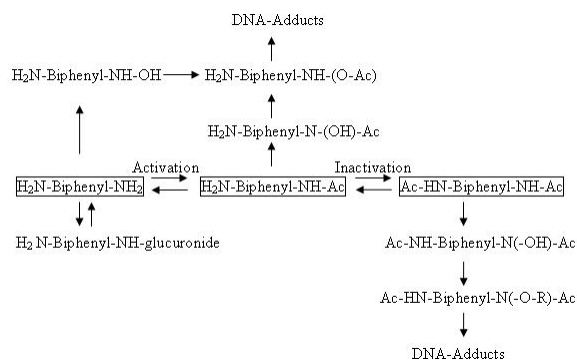 DNA-Adducts
H2N-Biphenyl-NH-OH H2N-Biphenyl-NH-(O-Ac)
H2N-Biphenyl-N-(OH)-Ac
Activation Inactivation
H2N-Biphenyl-NH2 H2N-Biphenyl-NH-Ac Ac-HN-Biphenyl-NH-Ac
H2 N-Biphenyl-NH-glucuronide Ac-NH-Biphenyl-N(-OH)-Ac
Ac-HN-Biphenyl-N(-O-R)-Ac
DNA-Adducts